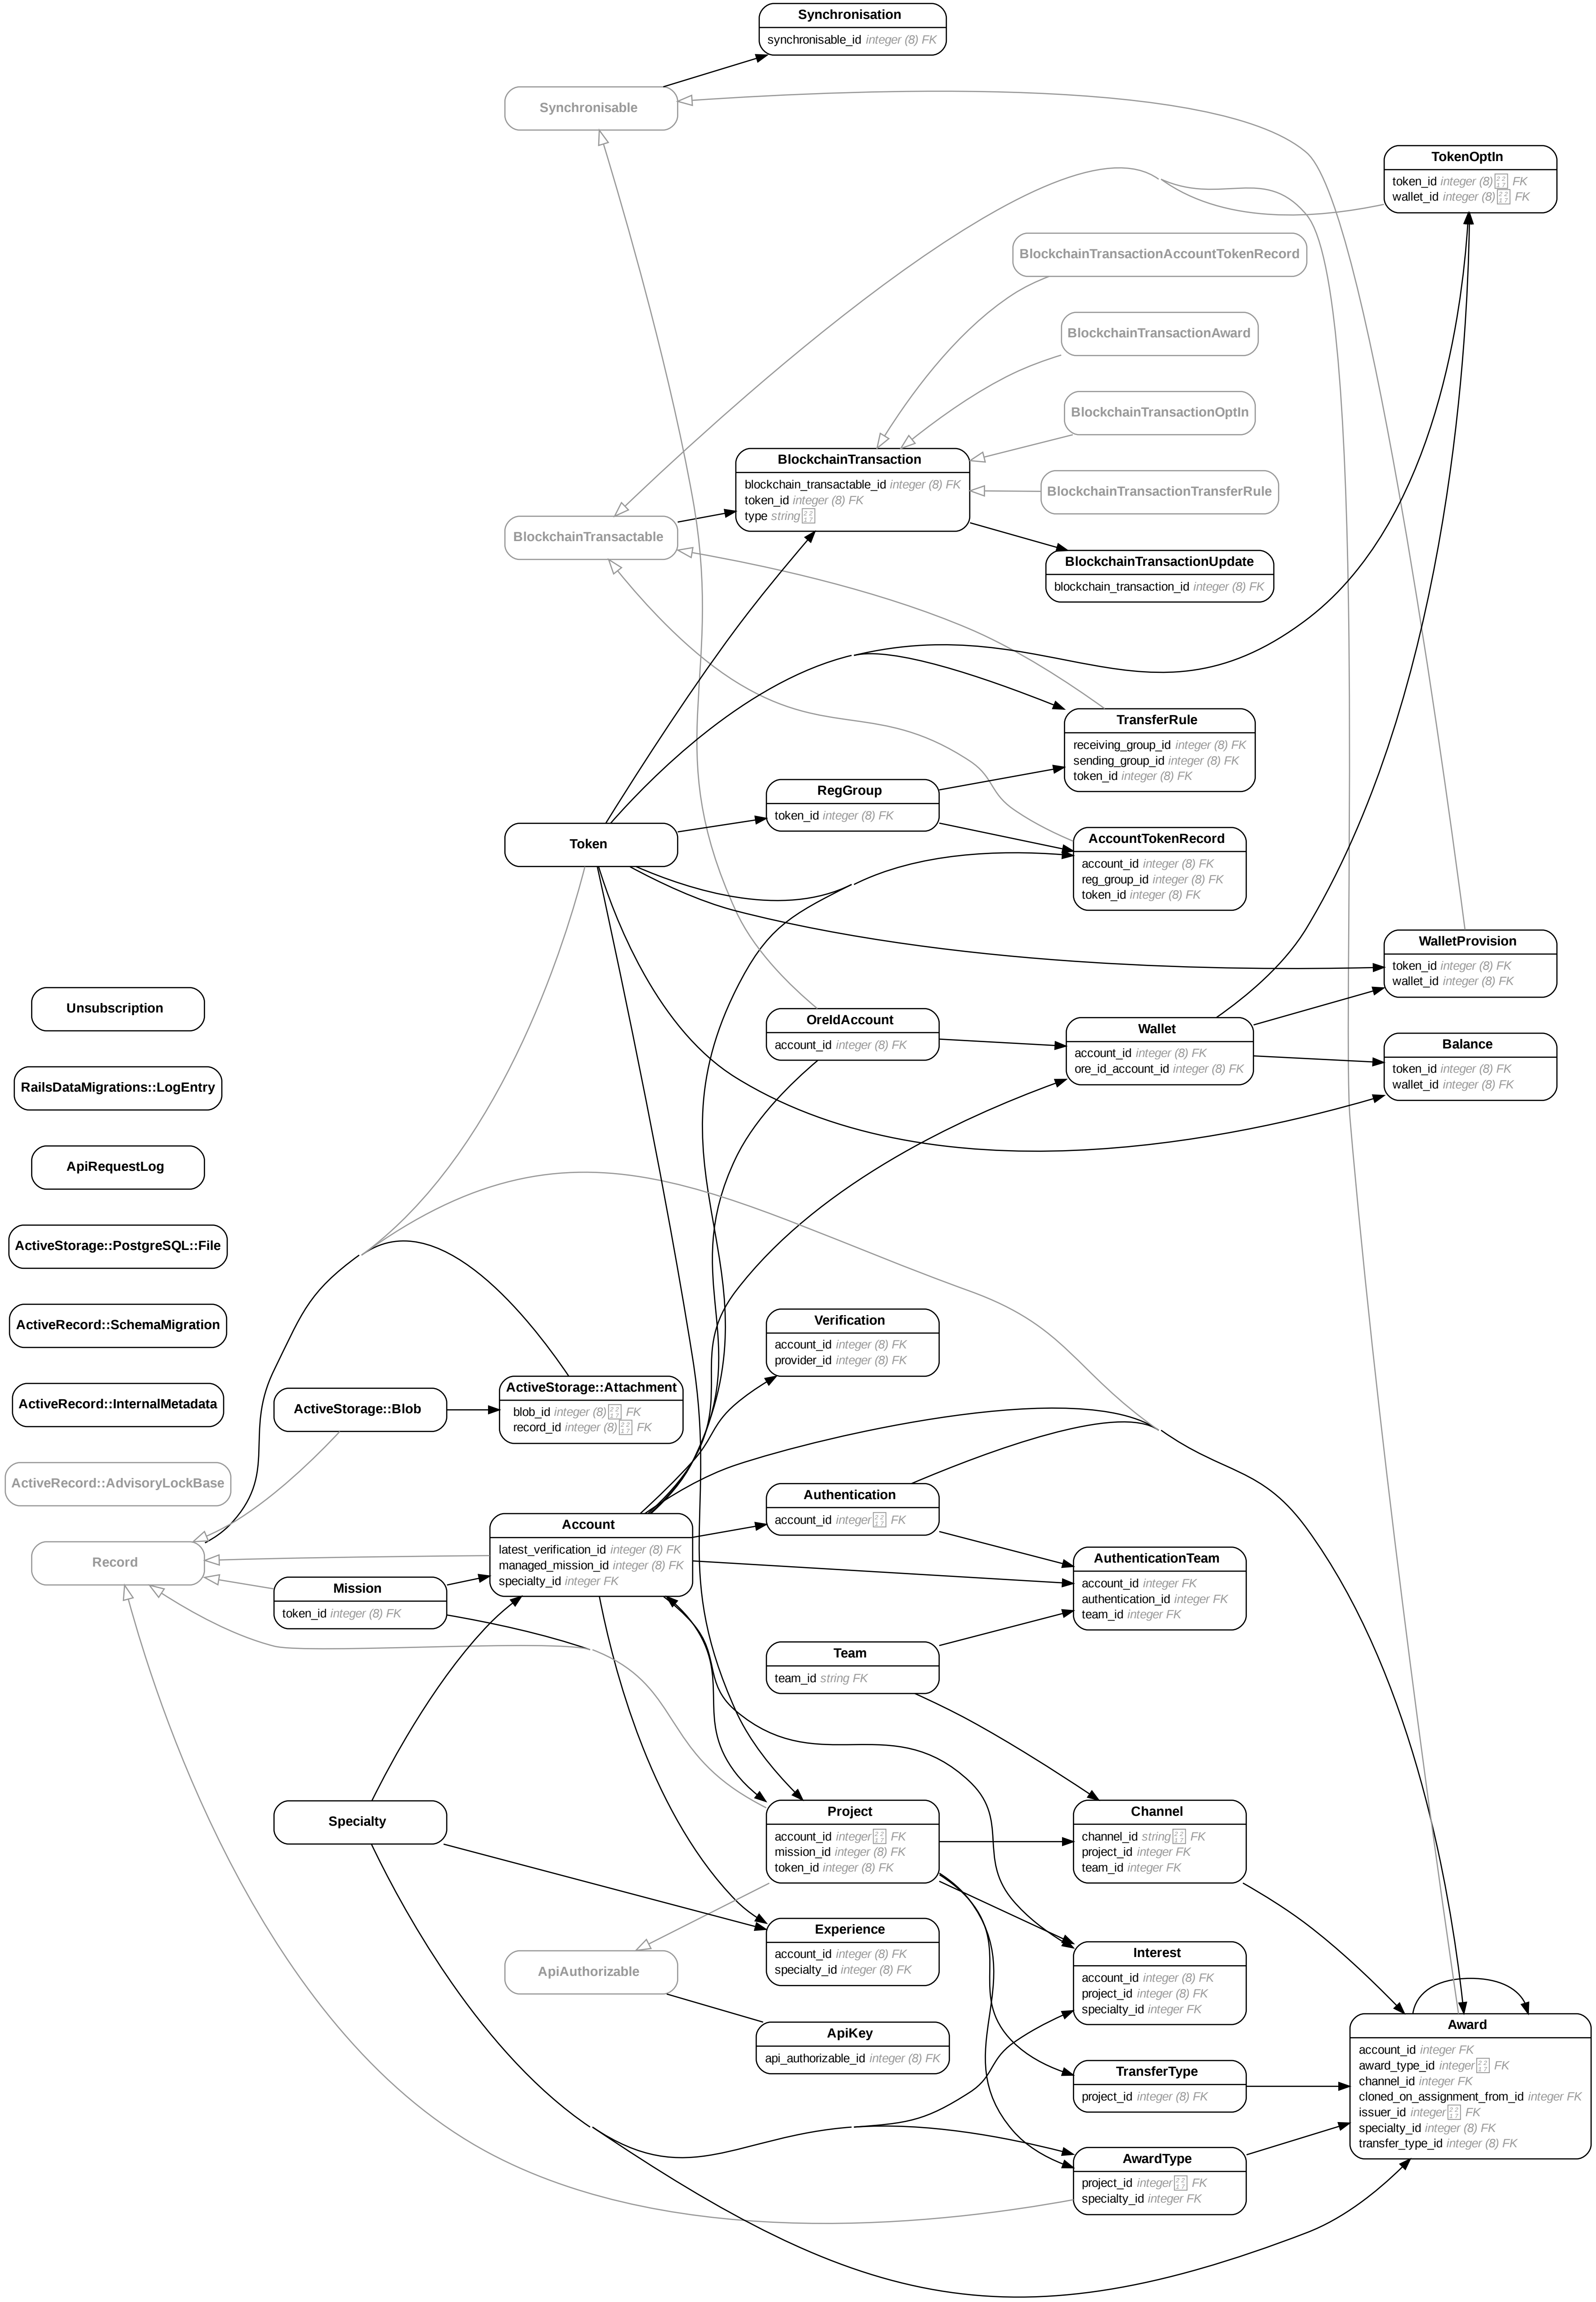 Synchronisation
synchronisable_id integer (8) FK
Synchronisable
TokenOptIn
token_id integer (8) FK
wallet_id integer (8) FK
BlockchainTransactionAccountTokenRecord
BlockchainTransactionAward
BlockchainTransactionOptIn
BlockchainTransaction
blockchain_transactable_id integer (8) FK
token_id integer (8) FK
type string
BlockchainTransactionTransferRule
BlockchainTransactable
BlockchainTransactionUpdate
blockchain_transaction_id integer (8) FK
TransferRule
receiving_group_id integer (8) FK
sending_group_id integer (8) FK
token_id integer (8) FK
RegGroup
token_id integer (8) FK
Token
AccountTokenRecord
account_id integer (8) FK
reg_group_id integer (8) FK
token_id integer (8) FK
WalletProvision
token_id integer (8) FK
wallet_id integer (8) FK
Unsubscription
OreIdAccount
account_id integer (8) FK
Wallet
account_id integer (8) FK
ore_id_account_id integer (8) FK
Balance
token_id integer (8) FK
wallet_id integer (8) FK
RailsDataMigrations::LogEntry
ApiRequestLog
ActiveStorage::PostgreSQL::File
ActiveRecord::SchemaMigration
Verification
account_id integer (8) FK
provider_id integer (8) FK
ActiveRecord::InternalMetadata
ActiveStorage::Blob
ActiveStorage::Attachment
blob_id integer (8) FK
record_id integer (8) FK
ActiveRecord::AdvisoryLockBase
Authentication
account_id integer FK
Account
latest_verification_id integer (8) FK
managed_mission_id integer (8) FK
specialty_id integer FK
Record
Mission
token_id integer (8) FK
AuthenticationTeam
account_id integer FK
authentication_id integer FK
team_id integer FK
Team
team_id string FK
Specialty
Project
account_id integer FK
mission_id integer (8) FK
token_id integer (8) FK
Channel
channel_id string FK
project_id integer FK
team_id integer FK
Experience
account_id integer (8) FK
specialty_id integer (8) FK
ApiAuthorizable
Interest
account_id integer (8) FK
project_id integer (8) FK
specialty_id integer FK
ApiKey
api_authorizable_id integer (8) FK
Award
account_id integer FK
award_type_id integer FK
channel_id integer FK
cloned_on_assignment_from_id integer FK
issuer_id integer FK
specialty_id integer (8) FK
transfer_type_id integer (8) FK
TransferType
project_id integer (8) FK
AwardType
project_id integer FK
specialty_id integer FK